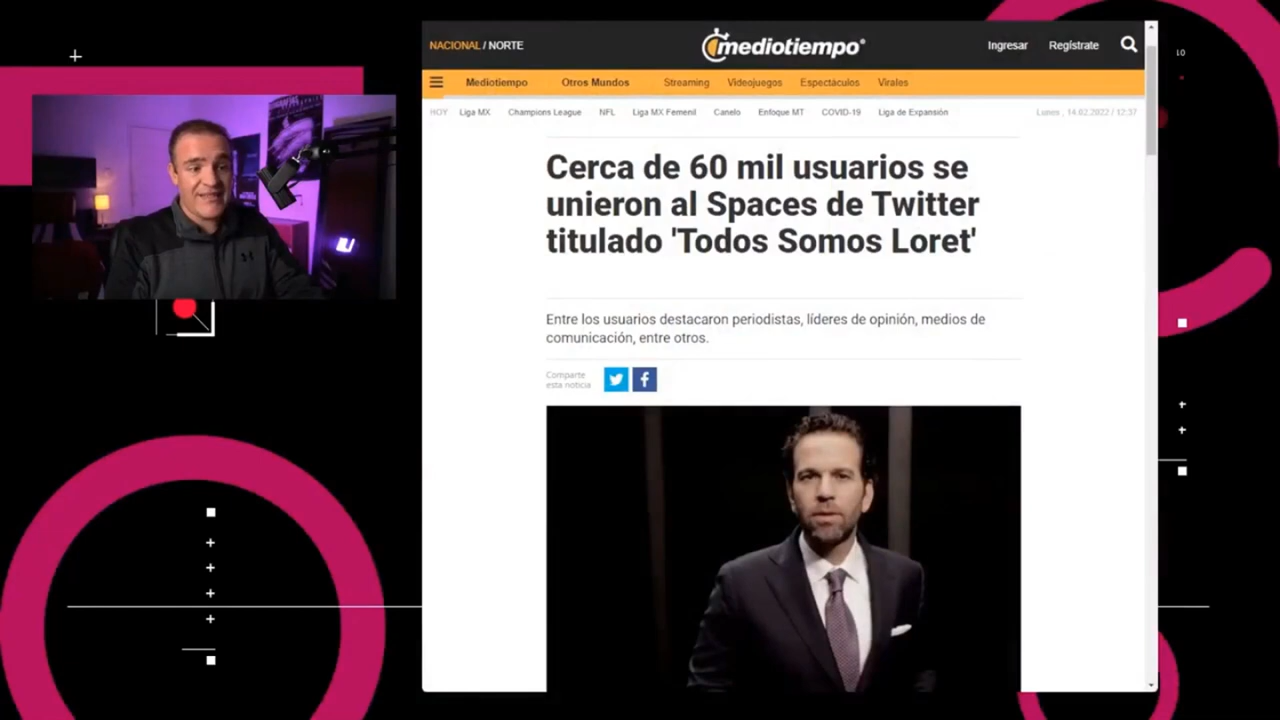 NACIONAL / NORTE
mediotiempo®
Ingresar
Regístrate
Mediotiempo
Otros Mundos
Streaming
Videojuegos
Espectáculos
Virales
HOY
Liga MX
Champions League
NFL
Liga MX Femenil
Canelo
Enfoque MT
COVID-19
Liga de Expansión
Lunes, 14.02.2022 / 12:37
Cerca de 60 mil usuarios se
unieron al Spaces de Twitter
titulado 'Todos Somos Loret'
Entre los usuarios destacaron periodistas, líderes de opinión, medios de
comunicación, entre otros.
Comparte
esta noticia
10